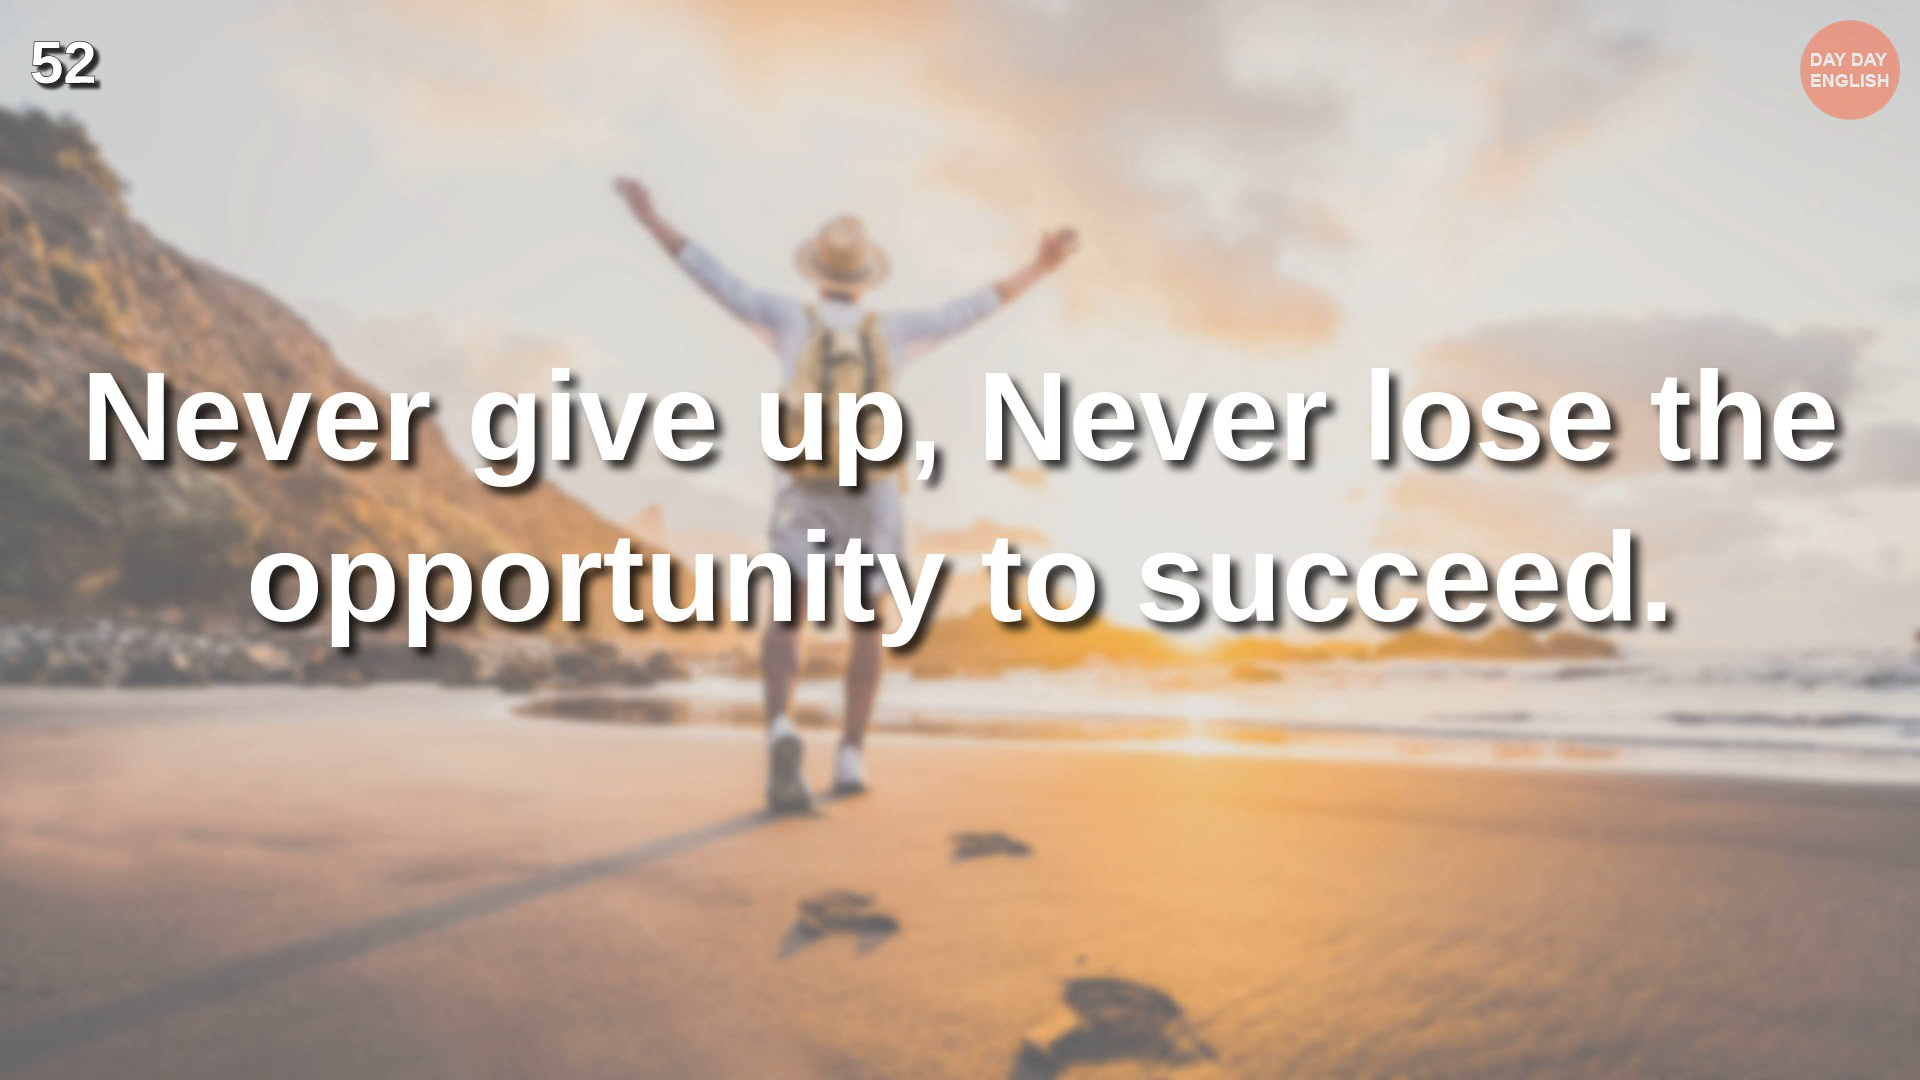 52
DAY DAY
ENGLISH
Never give up, Never lose the
opportunity to succeed.